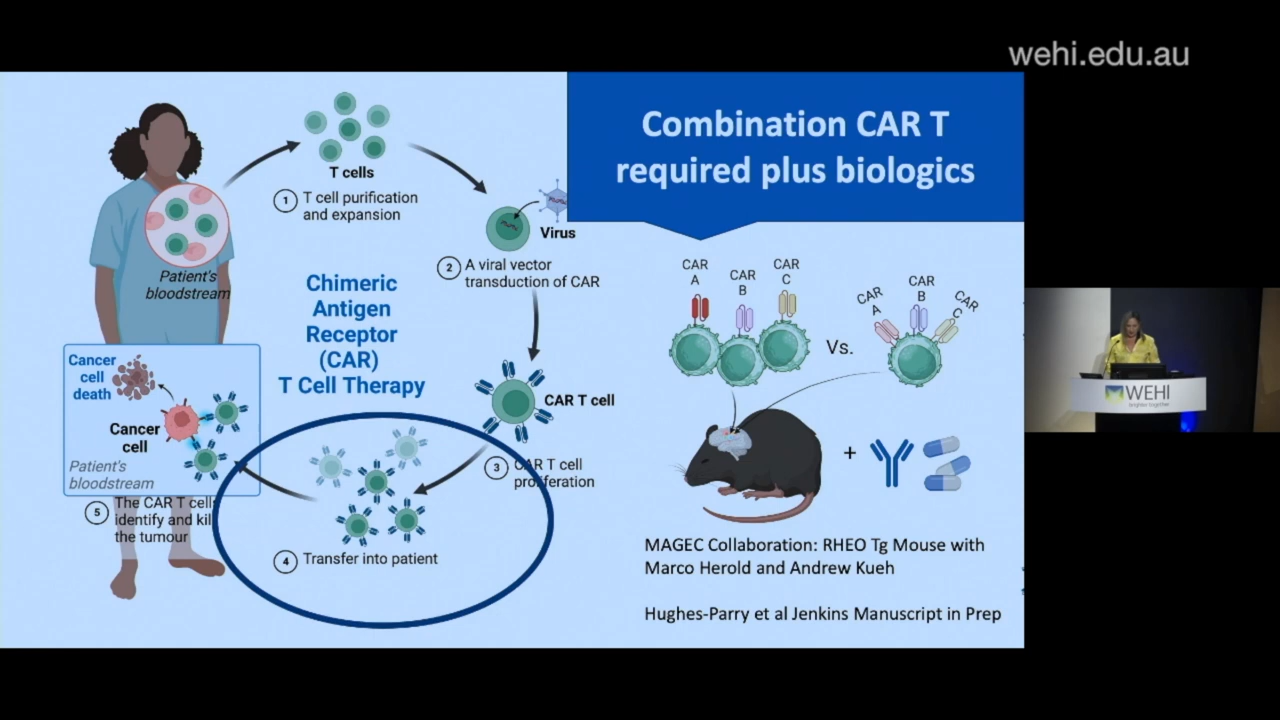 wehi.edu.au
Combination CAR T
required plus biologics
T cells
1 T cell purification
and expansion
Virus
2 A viral vector
transduction of CAR
Patient's
bloodstream
Chimeric
Antigen
Receptor
(CAR)
T Cell Therapy
CAR T cell
3 CAR T cell
proliferation
4 Transfer into patient
Cancer
cell
death
Cancer
cell
Patient's
bloodstream
5 The CAR T cells
identify and kill
the tumour
CAR
A
CAR
B
CAR
C
Vs.
CAR
A
CAR
B
CAR
C
+
MAGEC Collaboration: RHEO Tg Mouse with
Marco Herold and Andrew Kueh
Hughes-Parry et al Jenkins Manuscript in Prep
WEHI
brighter together